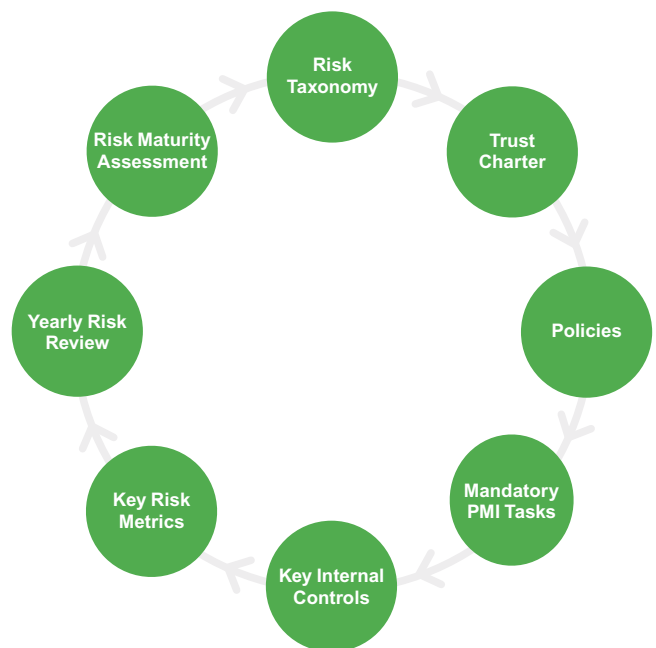 Risk
Taxonomy
Trust
Charter
Policies
Mandatory
PMI Tasks
Key Internal
Controls
Key Risk
Metrics
Yearly Risk
Review
Risk Maturity
Assessment